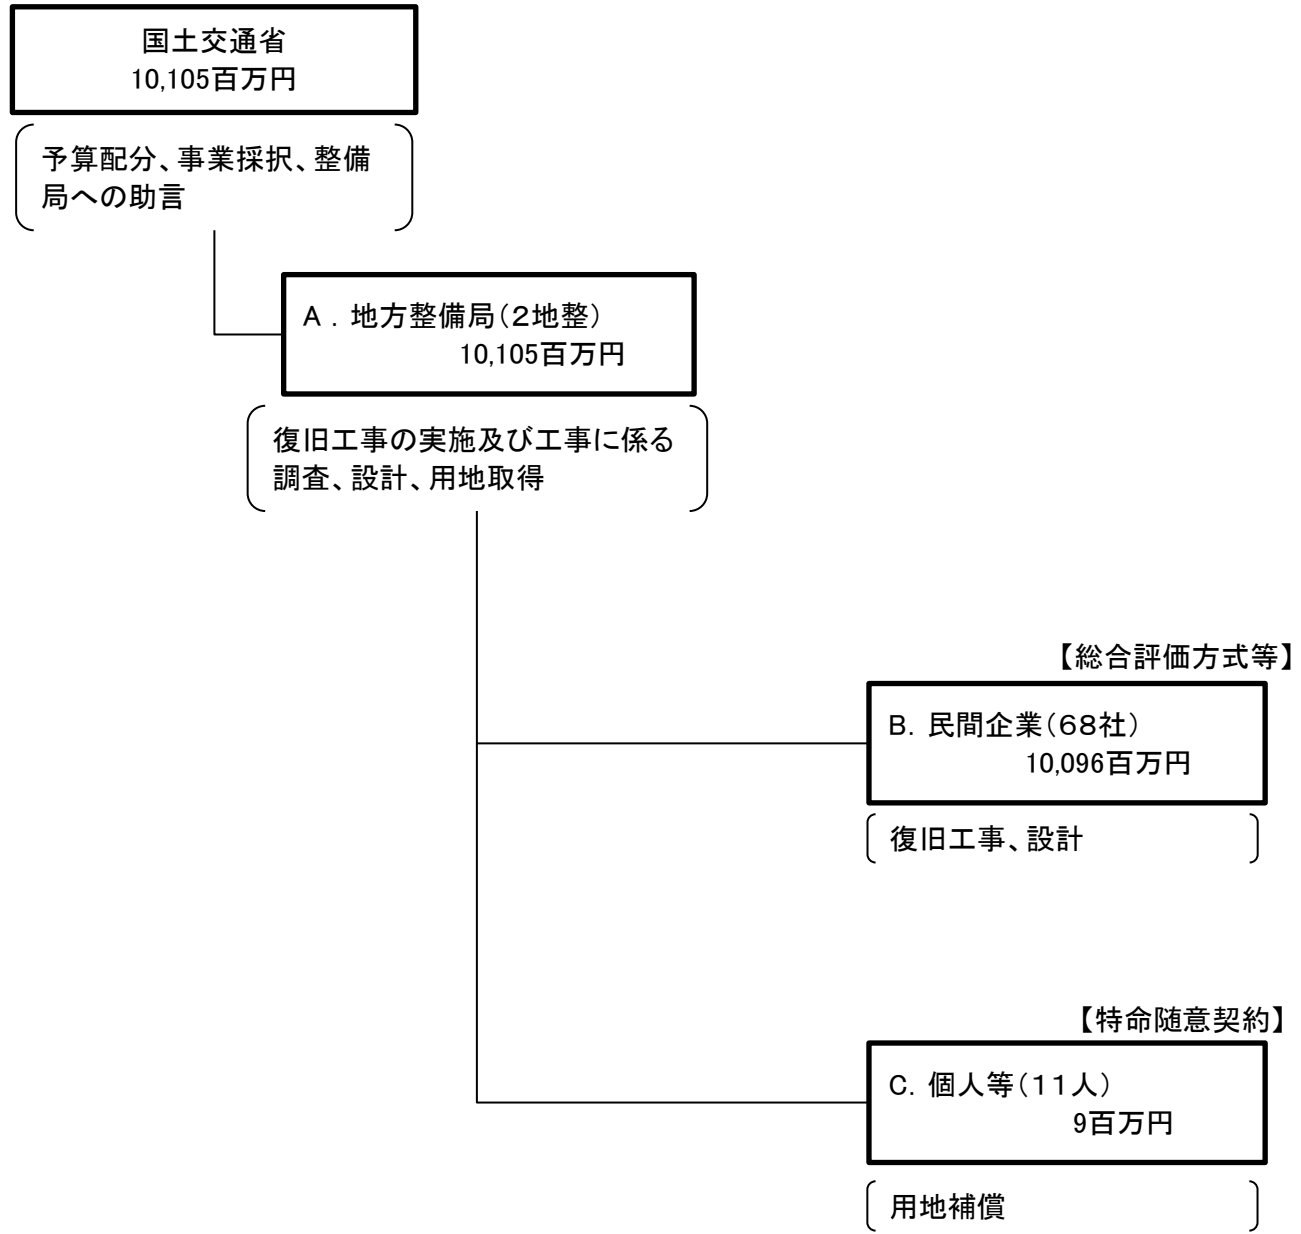 国土交通省
10,105百万円
予算配分、事業採択、整備
局への助言
A．地方整備局（２地整）
10,105百万円
復旧工事の実施及び工事に係る
調査、設計、用地取得
【総合評価方式等】
B．民間企業（６８社）
10,096百万円
復旧工事、設計
【特命随意契約】
C．個人等（１１人）
9百万円
用地補償